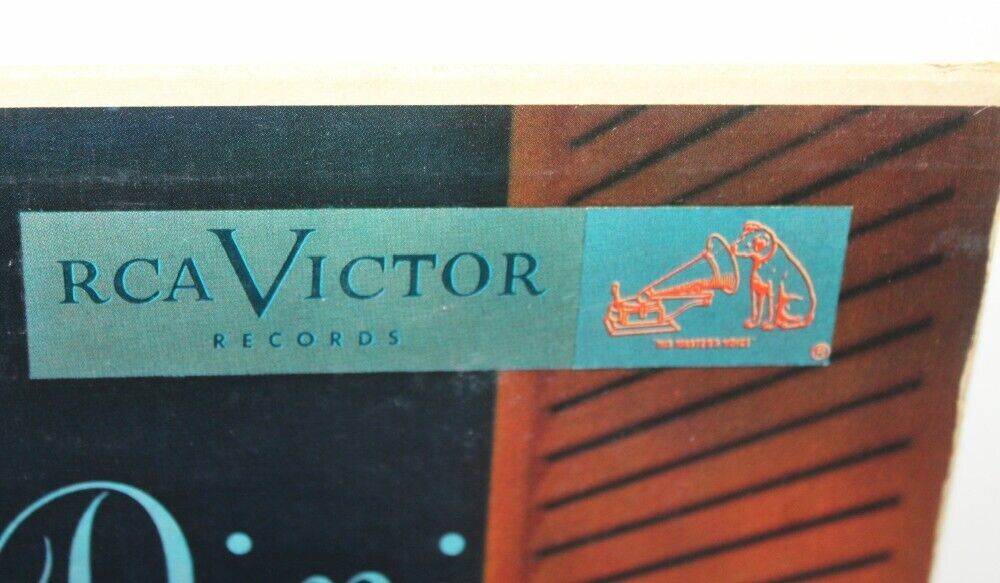 RCA VICTOR
RECORDS
"HIS MASTER'S VOICE"
®